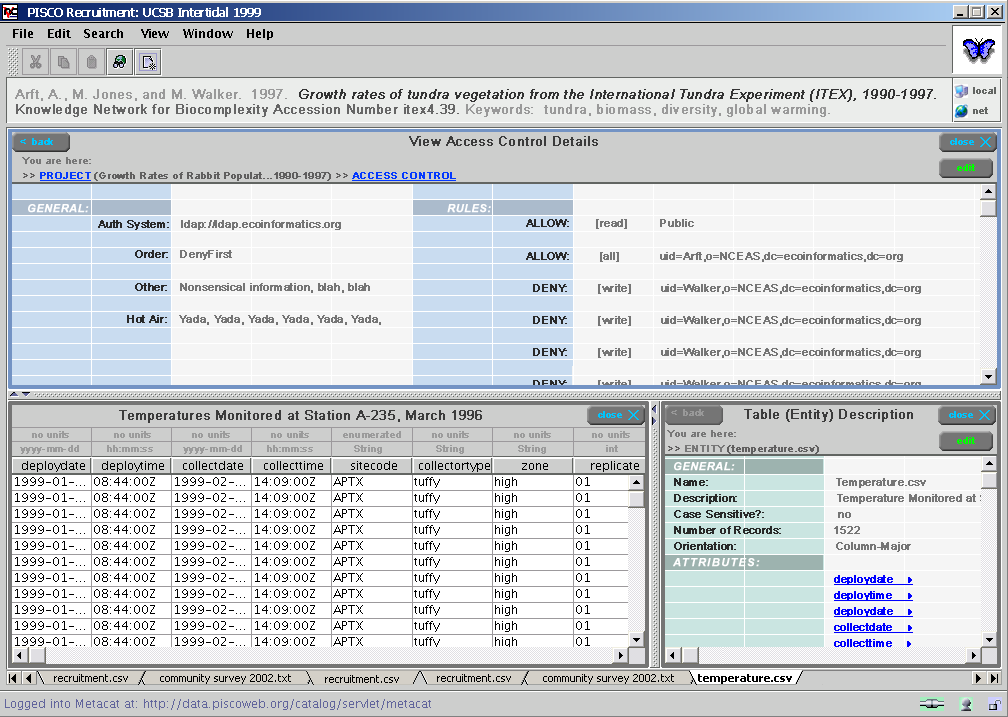 PISCO Recruitment: UCSB Intertidal 1999
File Edit Search View Window Help
Arft, A., M. Jones, and M. Walker. 1997. Growth rates of tundra vegetation from the International Tundra Experiment (ITEX), 1990-1997.
Knowledge Network for Biocomplexity Accession Number itex4.39. Keywords: tundra, biomass, diversity, global warming.
local
net
< back View Access Control Details close X
You are here:
>> PROJECT (Growth Rates of Rabbit Populat...1990-1997) >> ACCESS CONTROL
edit
GENERAL: RULES:
Auth System: ldap://ldap.ecoinformatics.org ALLOW: [read] Public
Order: DenyFirst ALLOW: [all] uid=Arft,o=NCEAS,dc=ecoinformatics,dc=org
Other: Nonsensical information, blah, blah DENY: [write] uid=Walker,o=NCEAS,dc=ecoinformatics,dc=org
Hot Air: Yada, Yada, Yada, Yada, Yada, Yada, DENY: [write] uid=Walker,o=NCEAS,dc=ecoinformatics,dc=org
DENY: [write] uid=Walker,o=NCEAS,dc=ecoinformatics,dc=org
DENY: [write] uid=Walker,o=NCEAS,dc=ecoinformatics,dc=org
Temperatures Monitored at Station A-235, March 1996 close X
no units no units no units no units enumerated no units no units no units
yyyy-mm-dd hh:mm:ss yyyy-mm-dd hh:mm:ss String String String int
deploydate deploytime collectdate collecttime sitecode collectortype zone replicate
1999-01-... 08:44:00Z 1999-02-... 14:09:00Z APTX tuffy high 01
1999-01-... 08:44:00Z 1999-02-... 14:09:00Z APTX tuffy high 01
1999-01-... 08:44:00Z 1999-02-... 14:09:00Z APTX tuffy high 01
1999-01-... 08:44:00Z 1999-02-... 14:09:00Z APTX tuffy high 01
1999-01-... 08:44:00Z 1999-02-... 14:09:00Z APTX tuffy high 01
1999-01-... 08:44:00Z 1999-02-... 14:09:00Z APTX tuffy high 01
1999-01-... 08:44:00Z 1999-02-... 14:09:00Z APTX tuffy high 01
1999-01-... 08:44:00Z 1999-02-... 14:09:00Z APTX tuffy high 01
1999-01-... 08:44:00Z 1999-02-... 14:09:00Z APTX tuffy high 01
1999-01-... 08:44:00Z 1999-02-... 14:09:00Z APTX tuffy high 01
1999-01-... 08:44:00Z 1999-02-... 14:09:00Z APTX tuffy high 01
< back Table (Entity) Description close X
You are here:
>> ENTITY (temperature.csv)
edit
GENERAL:
Name: Temperature.csv
Description: Temperature Monitored at
Case Sensitive?: no
Number of Records: 1522
Orientation: Column-Major
ATTRIBUTES:
deploydate
deploytime
deploydate
collectdate
collecttime
recruitment.csv community survey 2002.txt recruitment.csv recruitment.csv community survey 2002.txt temperature.csv
Logged into Metacat at: http://data.piscoweb.org/catalog/servlet/metacat